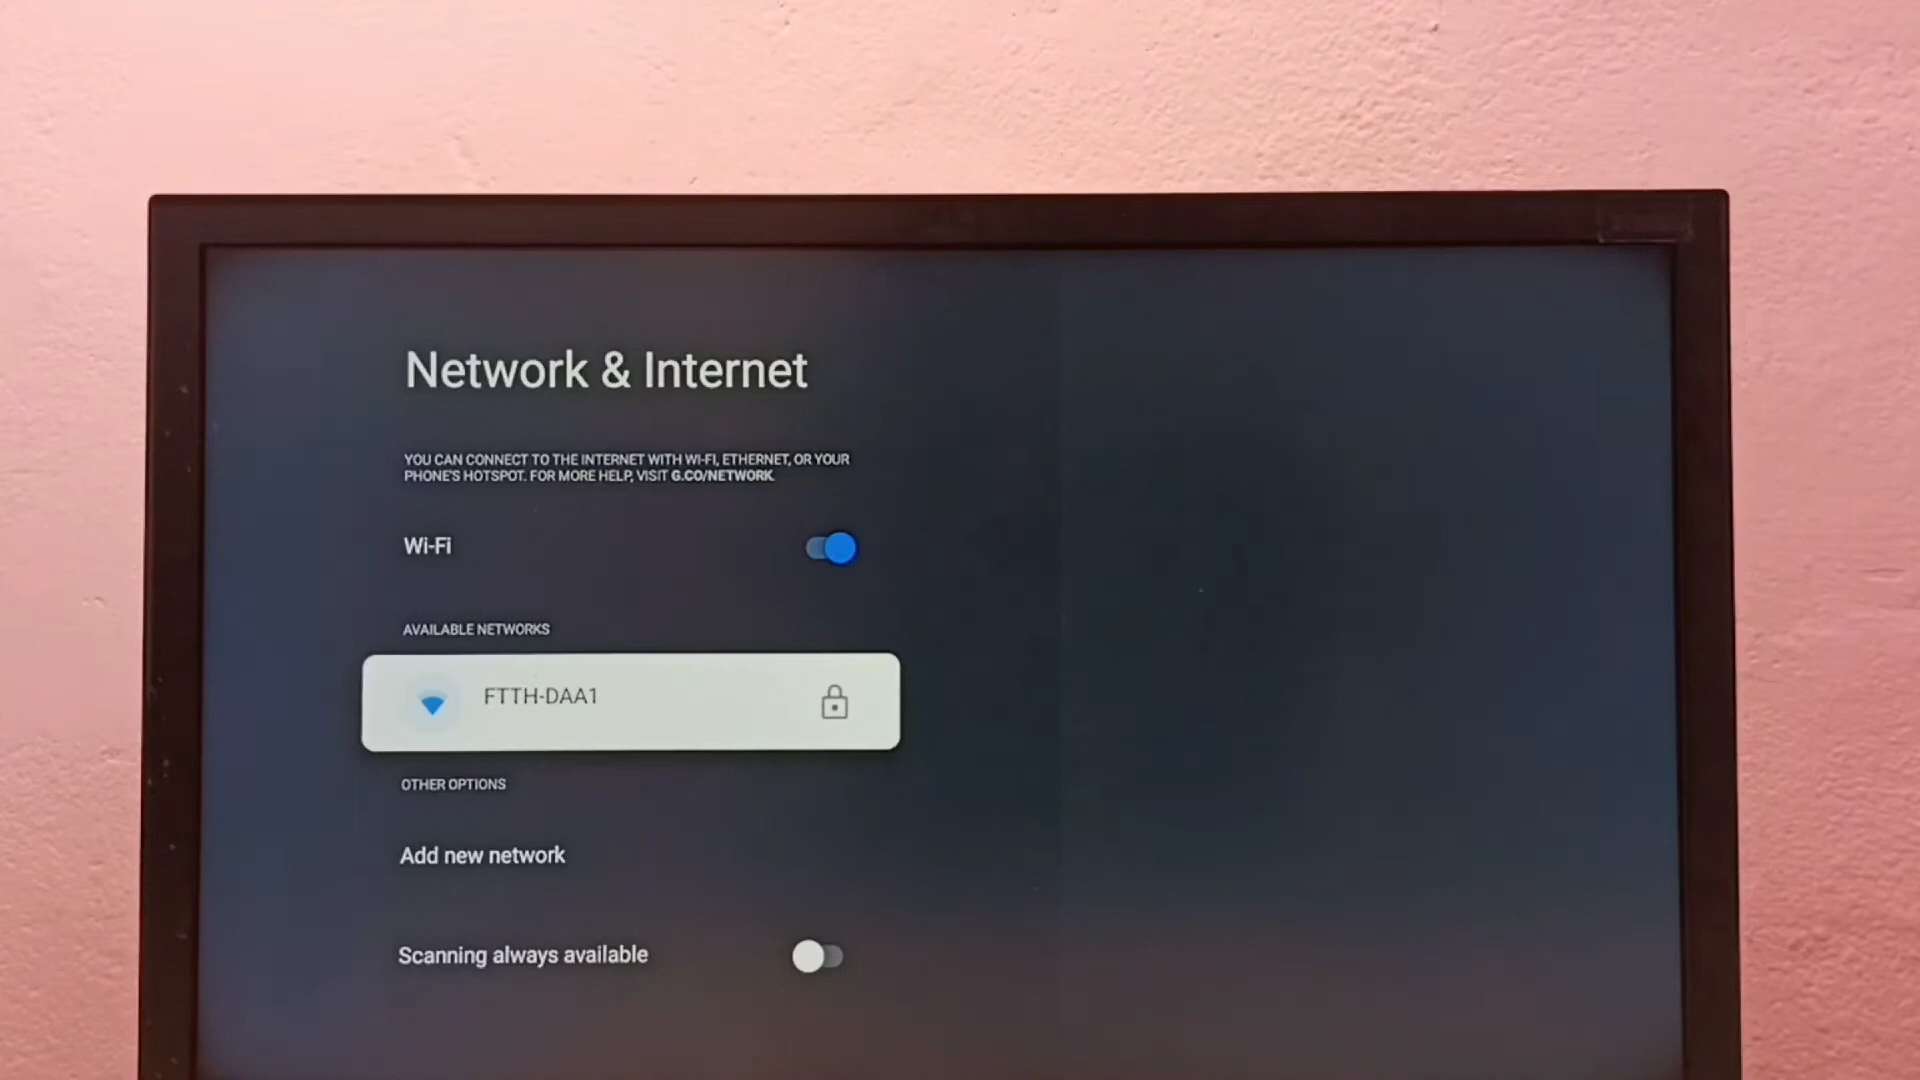 Network & Internet
YOU CAN CONNECT TO THE INTERNET WITH WI-FI, ETHERNET, OR YOUR
PHONE'S HOTSPOT. FOR MORE HELP, VISIT G.CO/NETWORK.
Wi-Fi
AVAILABLE NETWORKS
FTTH-DAA1
OTHER OPTIONS
Add new network
Scanning always available